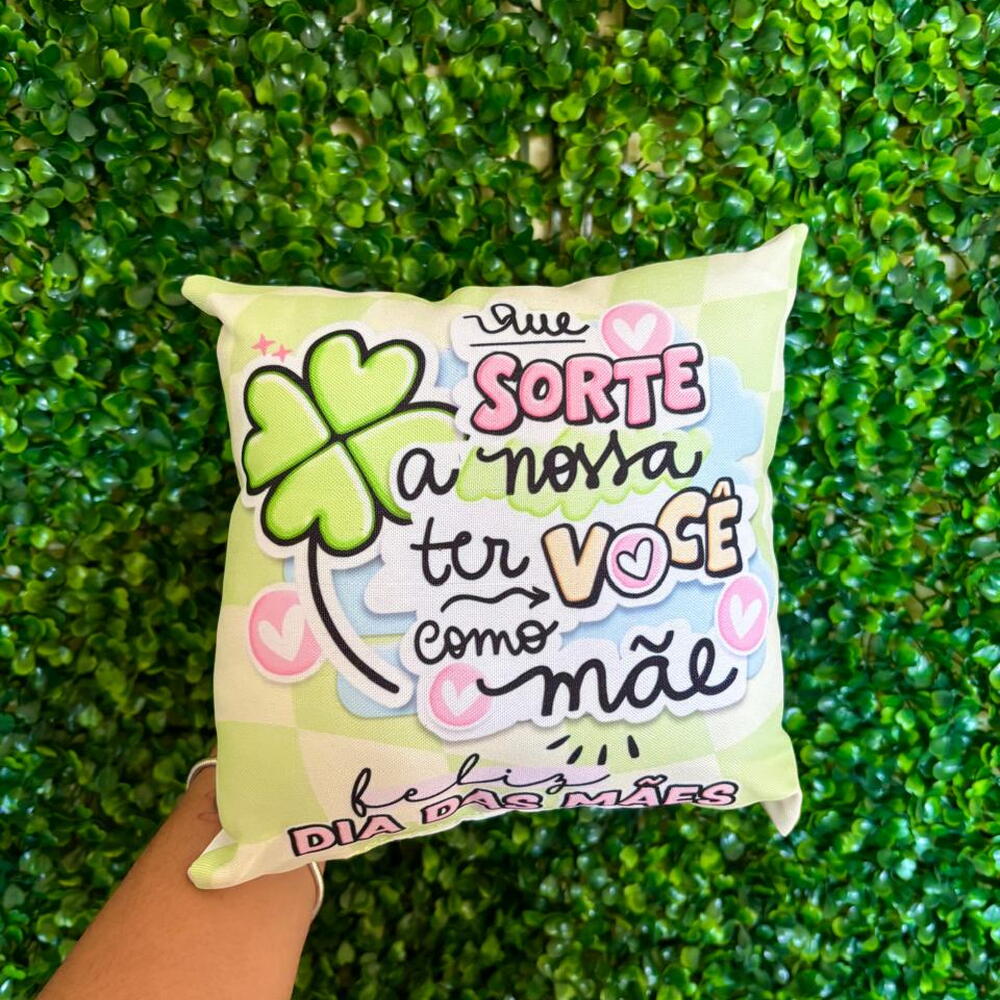 Que
SORTE
a nossa
ter VOCÊ
como
mãe
feliz
DIA DAS MÃES